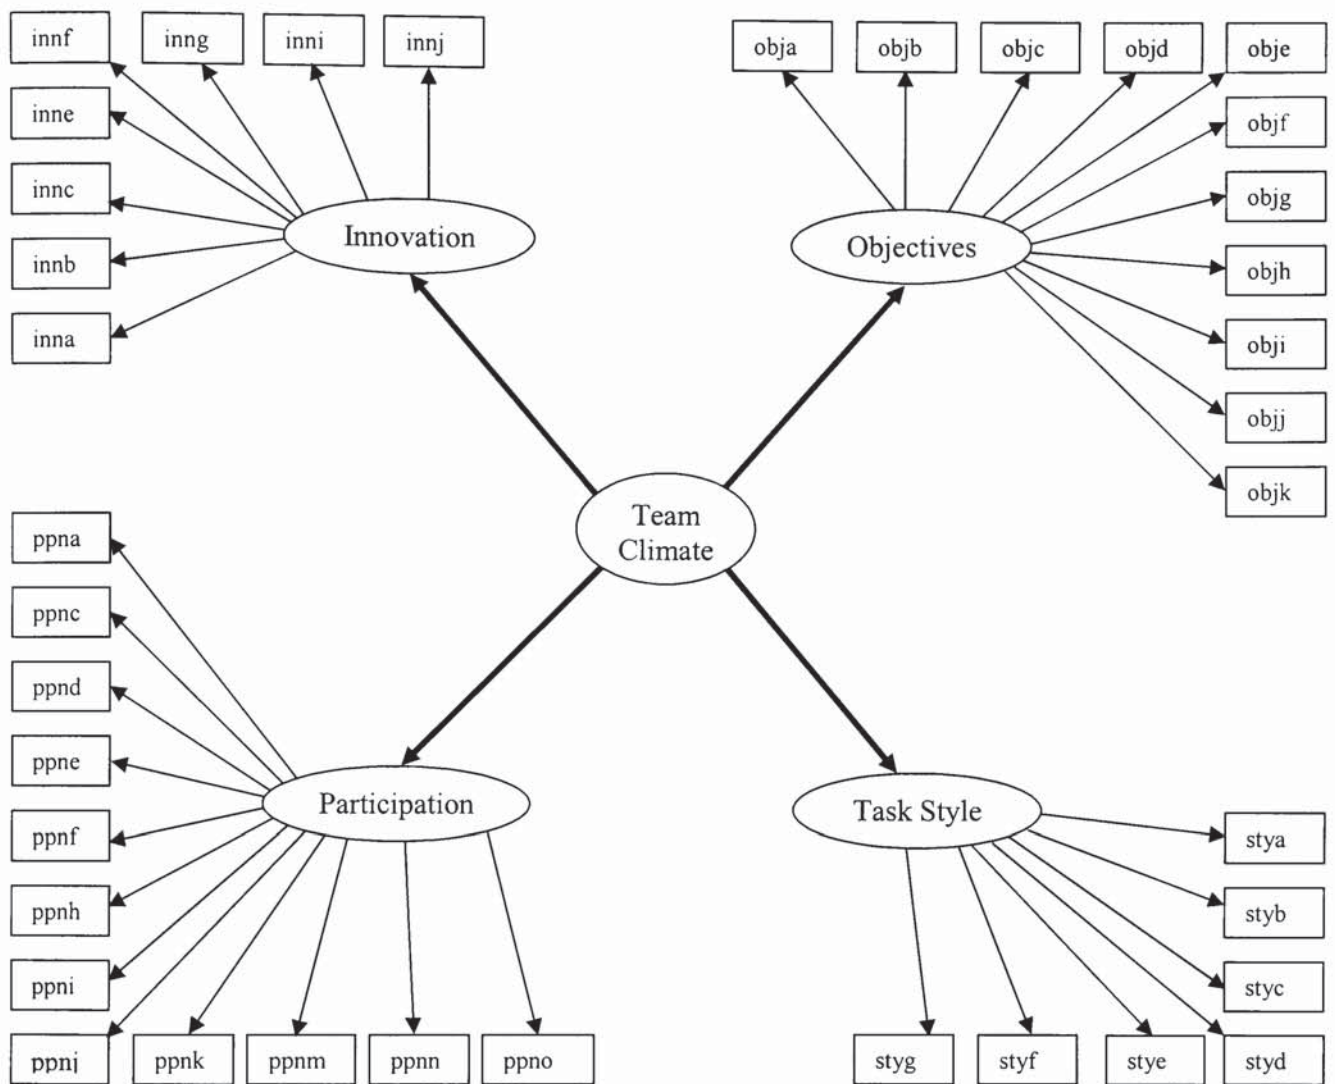 innf
inng
inni
innj
inne
innc
innb
inna
Innovation
obja
objb
objc
objd
obje
objf
objg
objh
obji
objj
objk
Objectives
Team
Climate
ppna
ppnc
ppnd
ppne
ppnf
ppnh
ppni
ppnj
ppnk
ppnm
ppnn
ppno
Participation
Task Style
stya
styb
styc
styd
stye
styf
styg